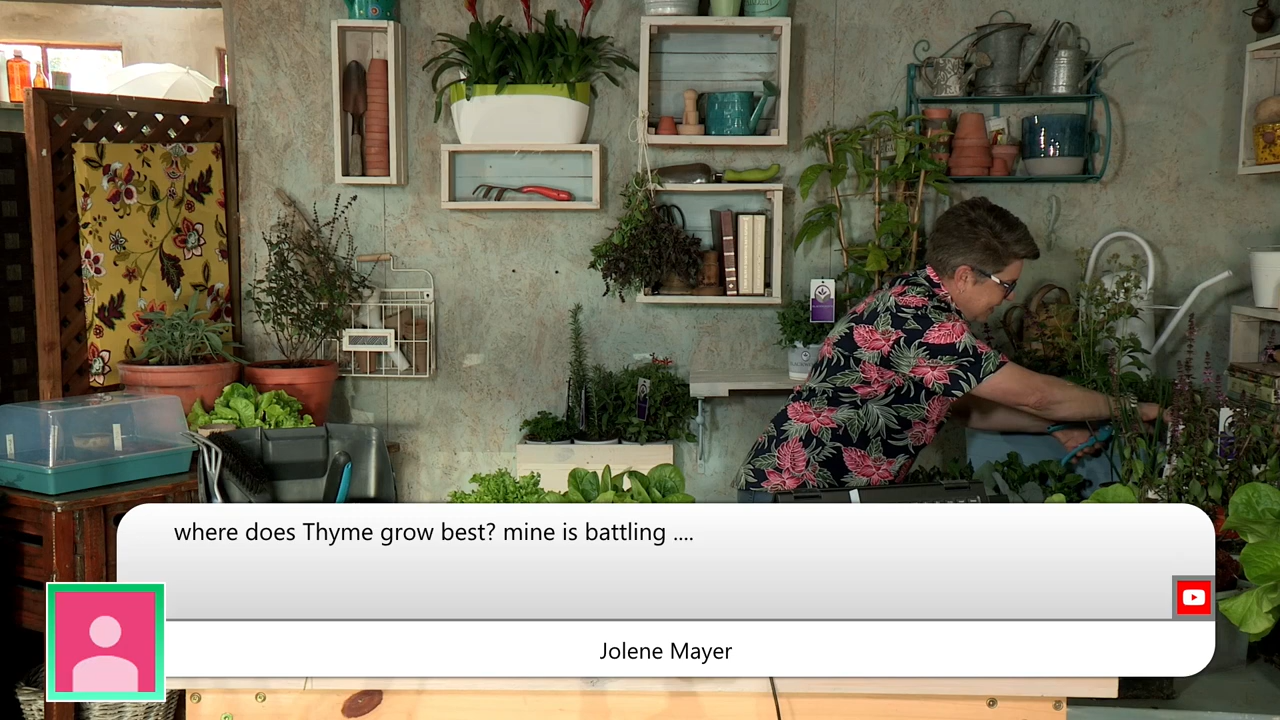 where does Thyme grow best? mine is battling ....
Jolene Mayer